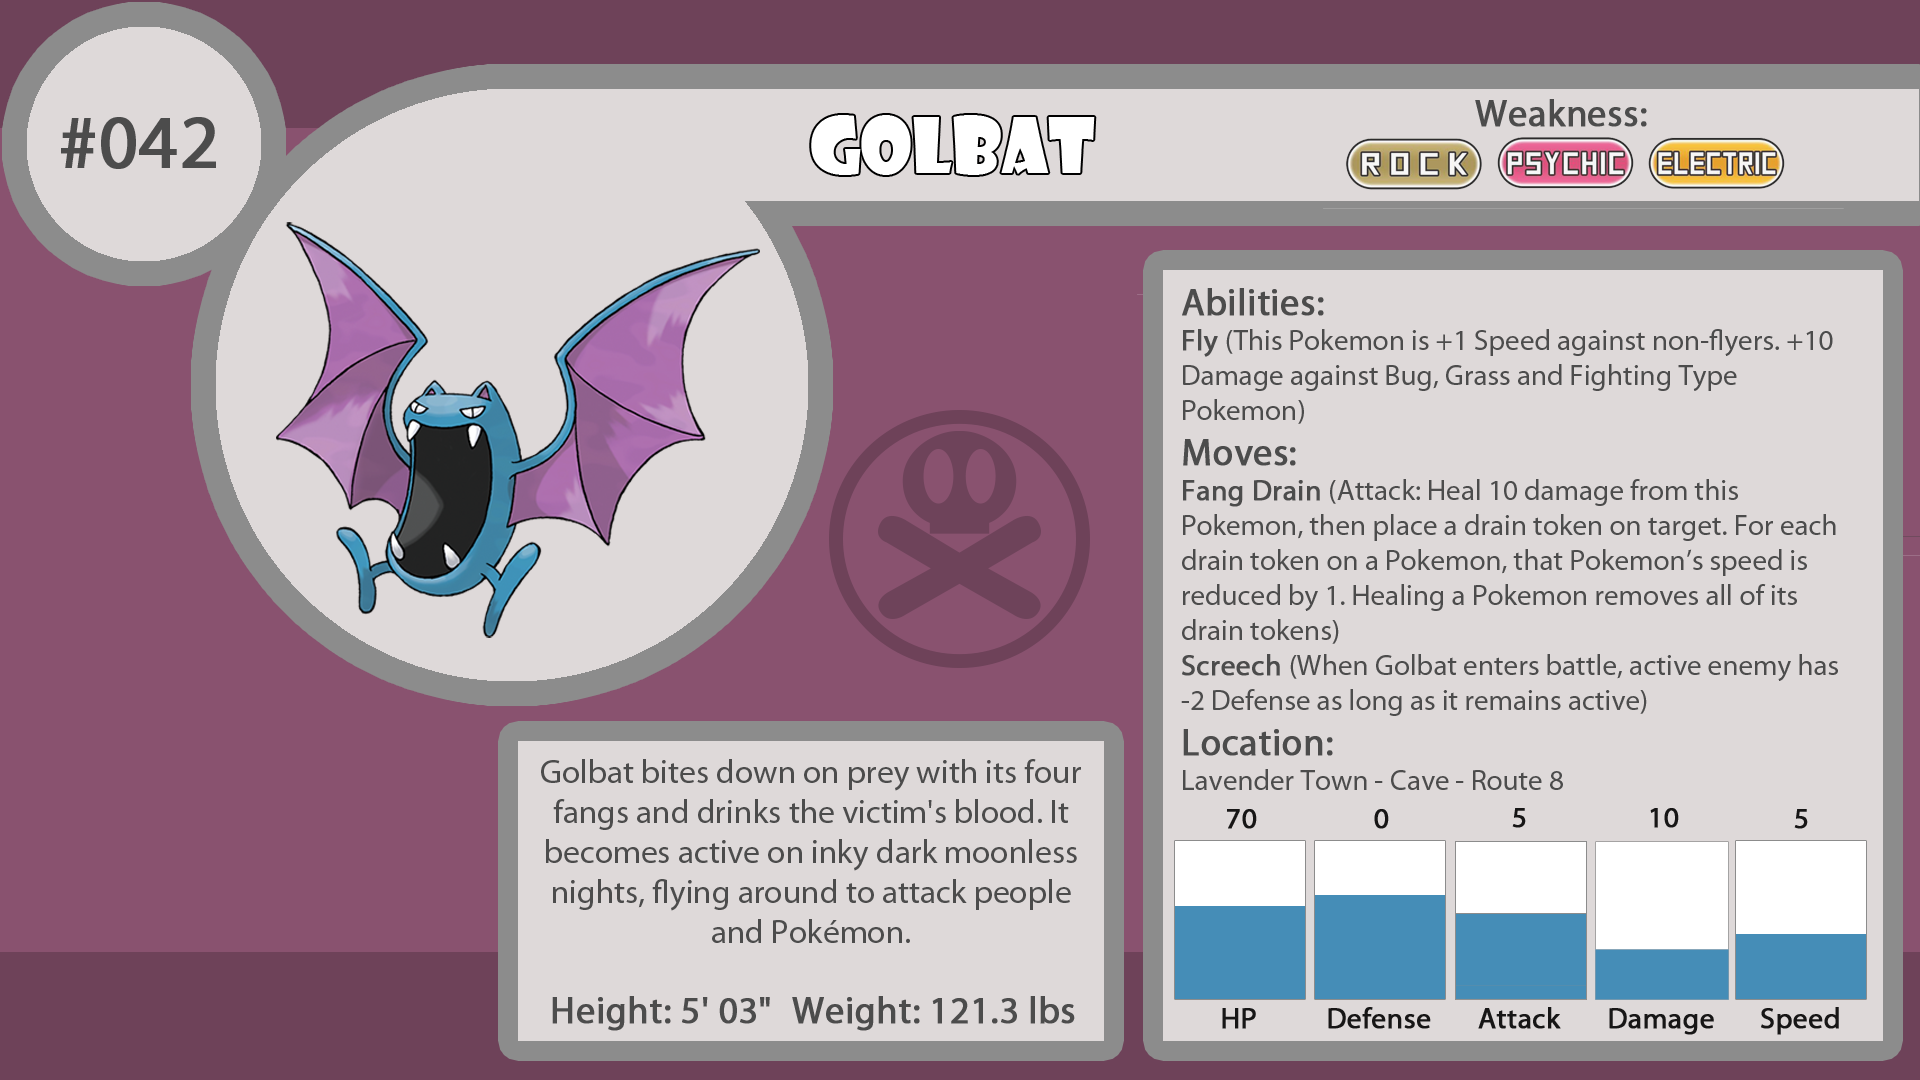 #042
GOLBAT
Weakness:
ROCK PSYCHIC ELECTRIC
Abilities:
Fly (This Pokemon is +1 Speed against non-flyers. +10
Damage against Bug, Grass and Fighting Type
Pokemon)
Moves:
Fang Drain (Attack: Heal 10 damage from this
Pokemon, then place a drain token on target. For each
drain token on a Pokemon, that Pokemon’s speed is
reduced by 1. Healing a Pokemon removes all of its
drain tokens)
Screech (When Golbat enters battle, active enemy has
-2 Defense as long as it remains active)
Location:
Lavender Town - Cave - Route 8
70 0 5 10 5
HP Defense Attack Damage Speed
Golbat bites down on prey with its four
fangs and drinks the victim's blood. It
becomes active on inky dark moonless
nights, flying around to attack people
and Pokémon.
Height: 5' 03" Weight: 121.3 lbs